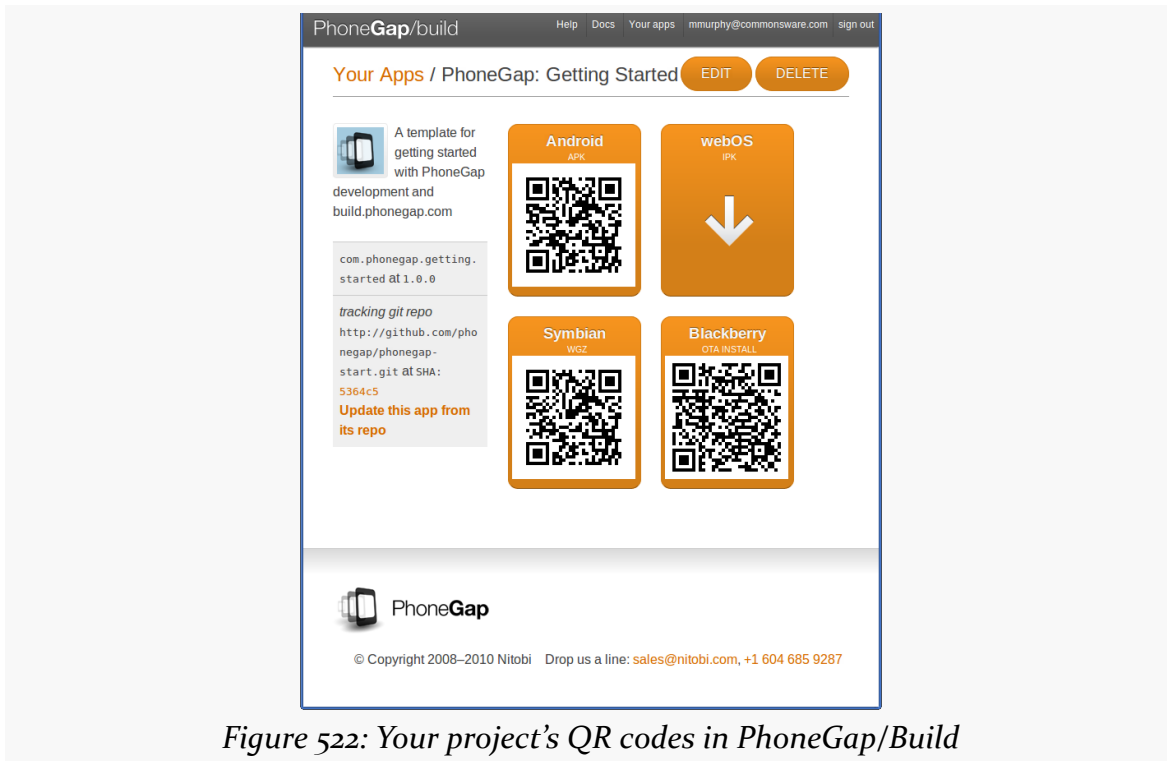 PhoneGap/build
Help Docs Your apps mmurphy@commonsware.com sign out
Your Apps / PhoneGap: Getting Started
EDIT DELETE
A template for
getting started
with PhoneGap
development and
build.phonegap.com
com.phonegap.getting.
started at 1.0.0
tracking git repo
http://github.com/pho
negap/phonegap-
start.git at SHA:
5364c5
Update this app from
its repo
Android
APK
webOS
IPK
Symbian
WGZ
Blackberry
OTA INSTALL
PhoneGap
© Copyright 2008–2010 Nitobi Drop us a line: sales@nitobi.com, +1 604 685 9287
Figure 522: Your project’s QR codes in PhoneGap/Build